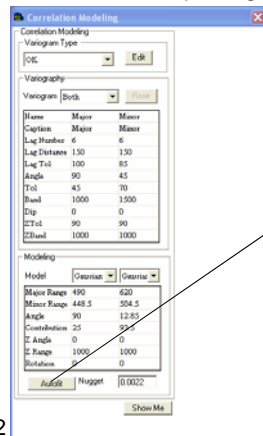 Correlation Modeling
Correlation Modeling
Variogram Type
OK Edit
Variography
Variogram Both Rose
Name Major Minor
Caption Major Minor
Lag Number 6 6
Lag Distance 150 150
Lag Tol 100 85
Angle 90 45
Tol 45 70
Band 1000 1500
Dip 0 0
ZTol 90 90
ZBand 1000 1000
Modeling
Model Gaussian Gaussian
Major Range 490 620
Minor Range 448.5 504.5
Angle 90 12.85
Contribution 25 93.5
Z Angle 0 0
Z Range 1000 1000
Rotation 0 0
Autofit Nugget 0.0022
Show Me
2